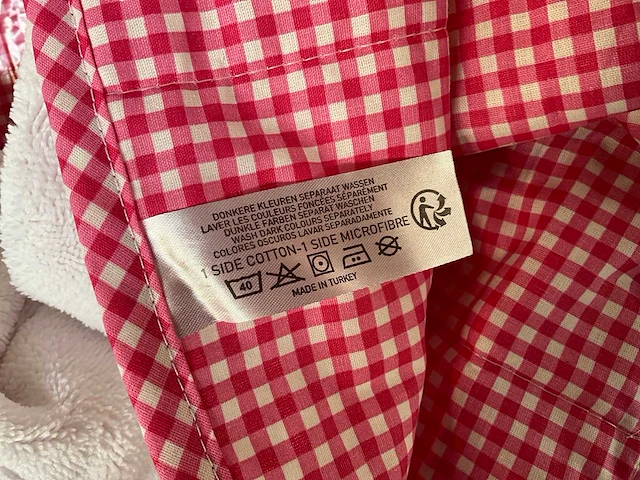 DONKERE KLEUREN SEPARAAT WASSEN
LAVER LES COULEURS FONCÉES SÉPARÉMENT
DUNKLE FARBEN SEPARAT WASCHEN
WASH DARK COLOURS SEPARATELY
COLORES OSCUROS LAVAR SEPARADAMENTE
1 SIDE COTTON-1 SIDE MICROFIBRE
40
MADE IN TURKEY